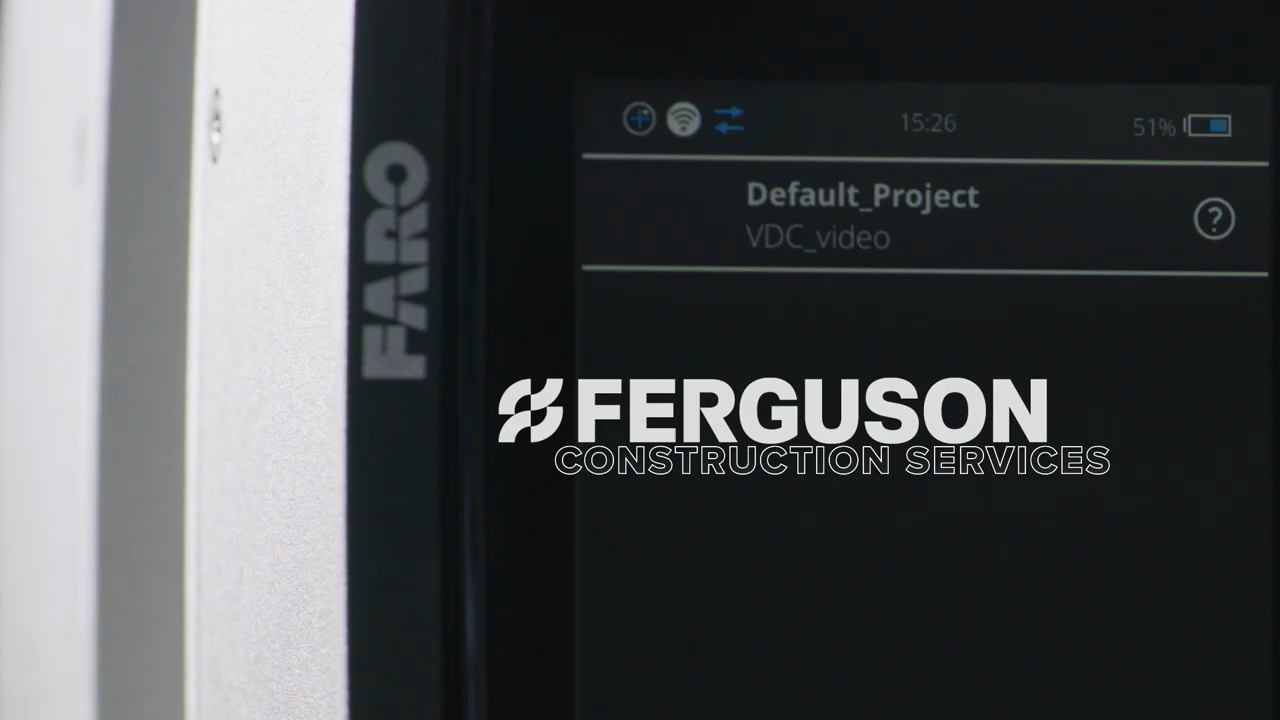 FARO
15:26
51%
Default_Project
VDC_video
?
FERGUSON
CONSTRUCTION SERVICES